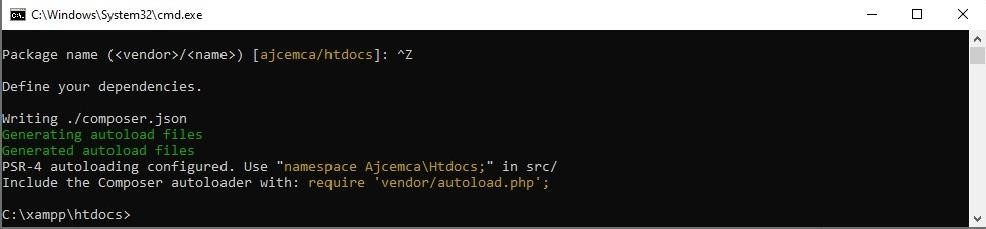 C:\Windows\System32\cmd.exe
Package name (<vendor>/<name>) [ajcemca/htdocs]: ^Z
Define your dependencies.
Writing ./composer.json
Generating autoload files
Generated autoload files
PSR-4 autoloading configured. Use "namespace Ajcemca\Htdocs;" in src/
Include the Composer autoloader with: require 'vendor/autoload.php';
C:\xampp\htdocs>